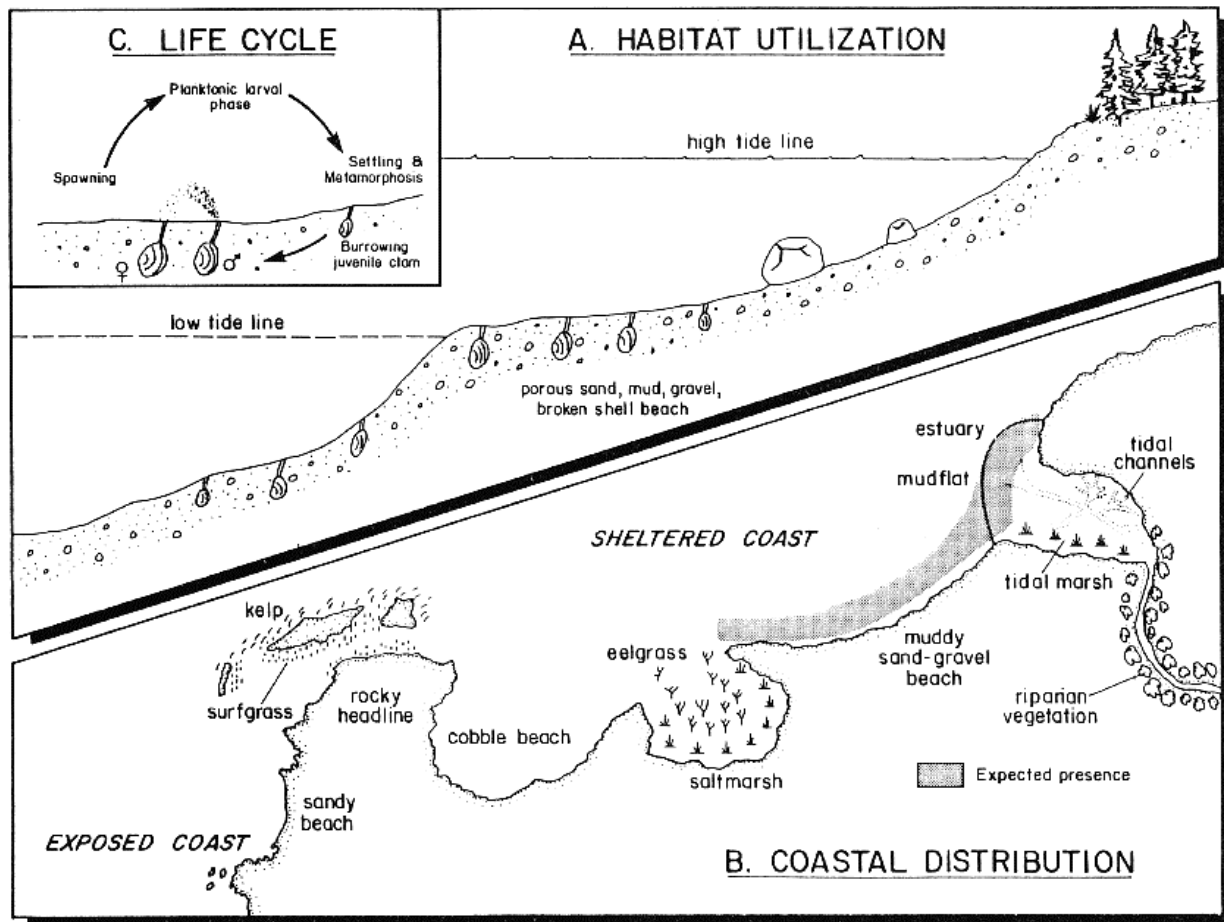 C. LIFE CYCLE
Planktonic larval
phase
Spawning
Settling &
Metamorphosis
Burrowing
juvenile clam
♀
♂
A. HABITAT UTILIZATION
high tide line
low tide line
porous sand, mud, gravel,
broken shell beach
estuary
mudflat
tidal
channels
SHELTERED COAST
tidal marsh
kelp
surfgrass
rocky
headline
eelgrass
muddy
sand-gravel
beach
riparian
vegetation
cobble beach
saltmarsh
Expected presence
sandy
beach
EXPOSED COAST
B. COASTAL DISTRIBUTION